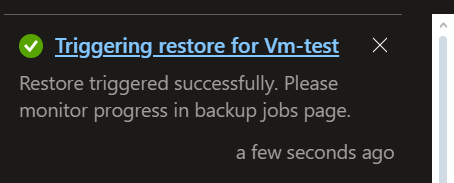 Triggering restore for Vm-test
Restore triggered successfully. Please
monitor progress in backup jobs page.
a few seconds ago